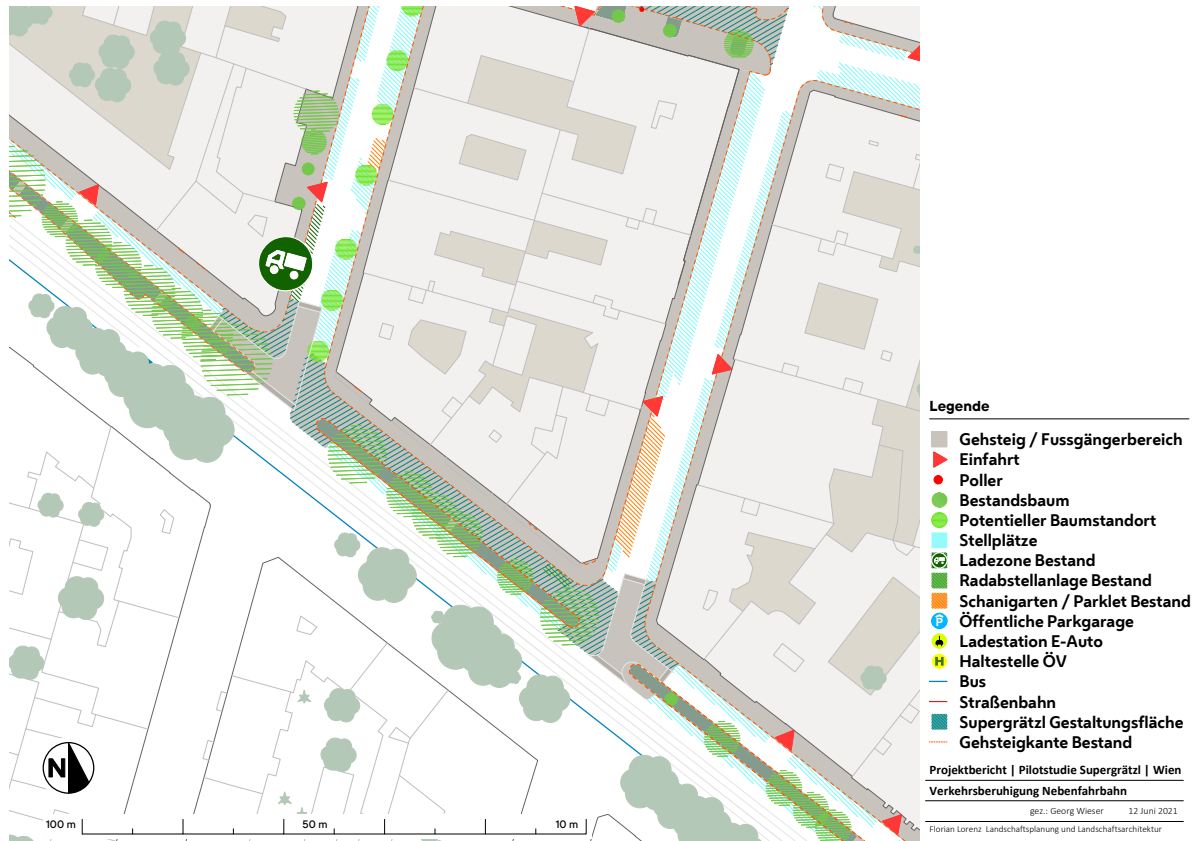 N
100 m
50 m
10 m
Legende
Gehsteig / Fussgängerbereich
Einfahrt
Poller
Bestandsbaum
Potentieller Baumstandort
Stellplätze
Ladezone Bestand
Radabstellanlage Bestand
Schanigarten / Parklet Bestand
P Öffentliche Parkgarage
Ladestation E-Auto
H Haltestelle ÖV
Bus
Straßenbahn
Supergrätzl Gestaltungsfläche
Gehsteigkante Bestand
Projektbericht | Pilotstudie Supergrätzl | Wien
Verkehrsberuhigung Nebenfahrbahn
gez.: Georg Wieser 12 Juni 2021
Florian Lorenz Landschaftsplanung und Landschaftsarchitektur